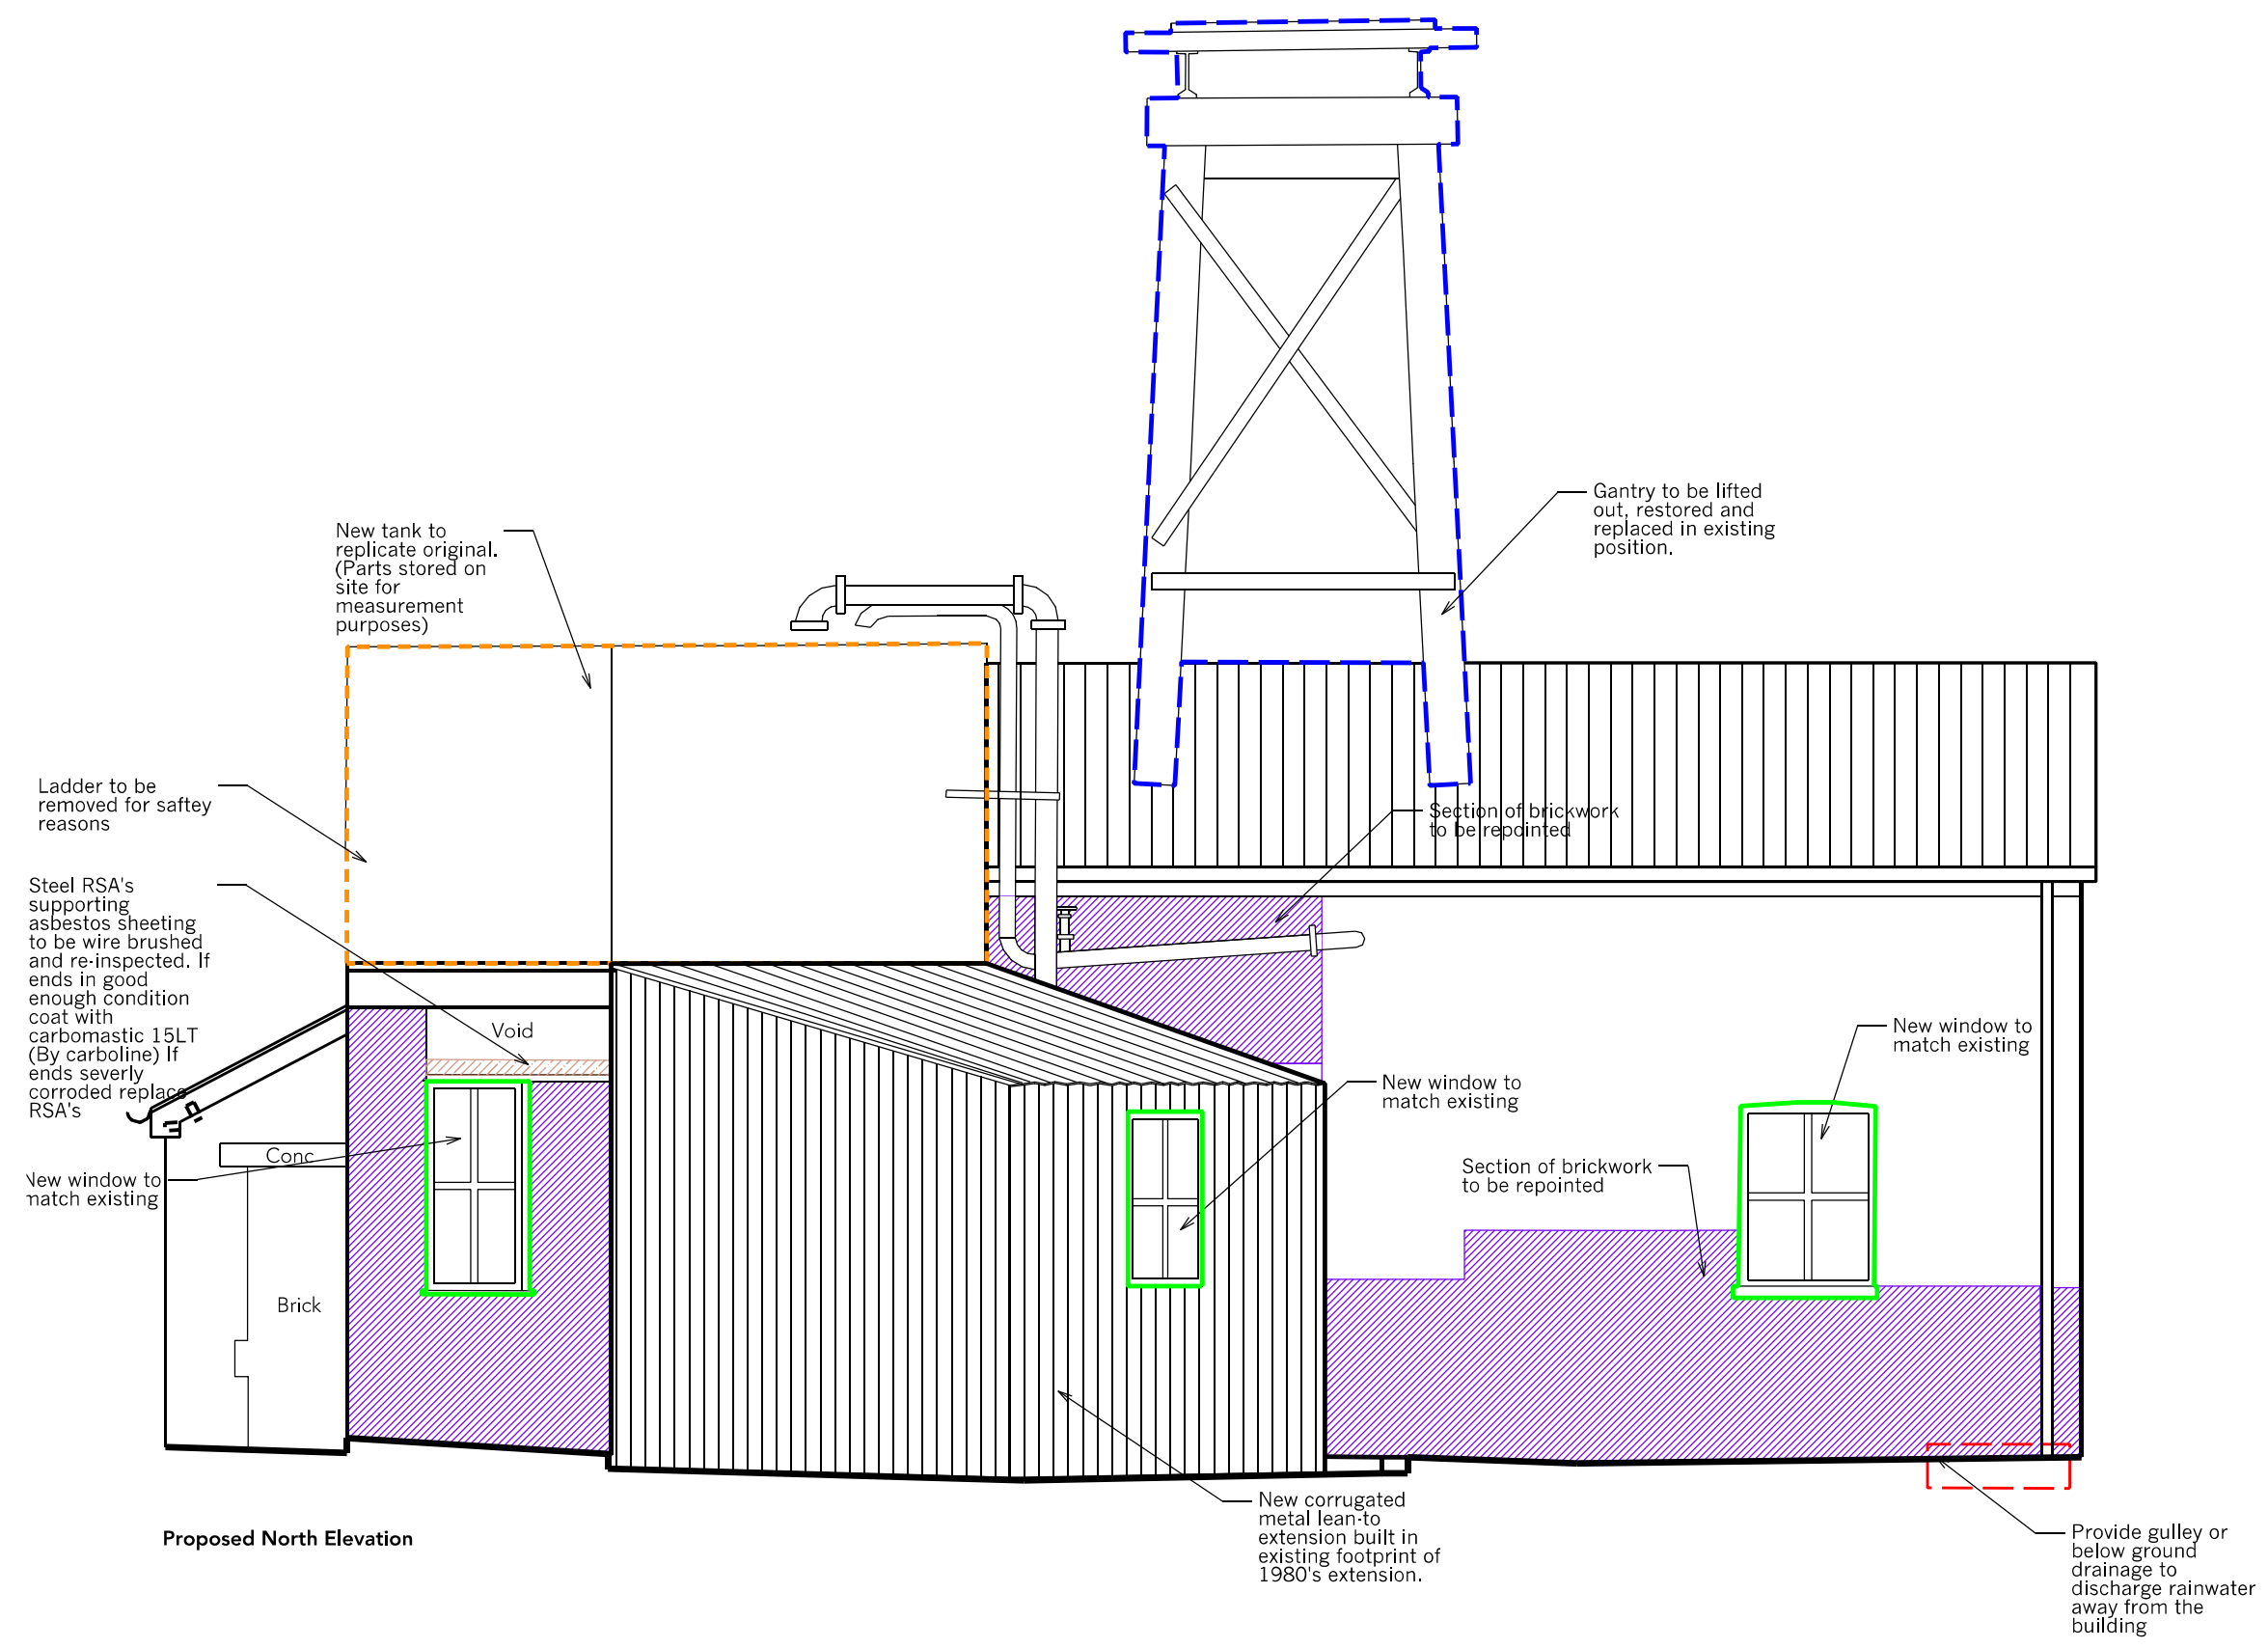 Gantry to be lifted
out, restored and
replaced in existing
position.
New tank to
replicate original.
(Parts stored on
site for
measurement
purposes)
Ladder to be
removed for saftey
reasons
Section of brickwork
to be repointed
Steel RSA's
supporting
asbestos sheeting
to be wire brushed
and re-inspected. If
ends in good
enough condition
coat with
carbomastic 15LT
(By carboline) If
ends severly
corroded replace
RSA's
Void
New window to
match existing
New window to
match existing
Conc
Section of brickwork
to be repointed
New window to
match existing
Brick
New corrugated
metal lean-to
extension built in
existing footprint of
1980's extension.
Proposed North Elevation
Provide gulley or
below ground
drainage to
discharge rainwater
away from the
building